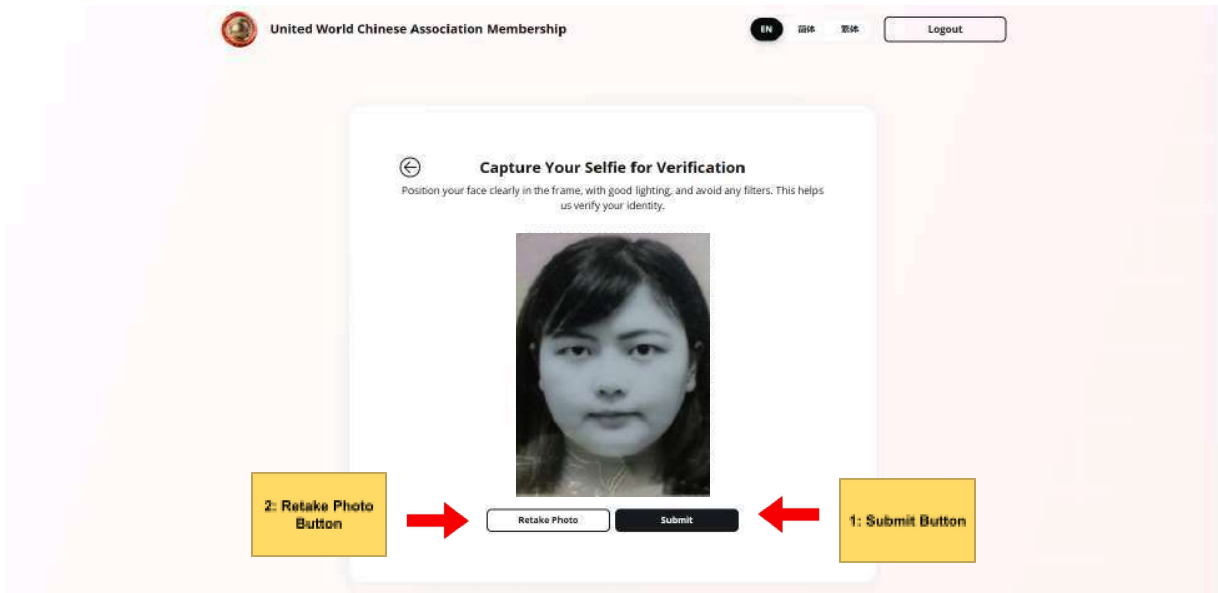 United World Chinese Association Membership
EN 简体 繁体 Logout
Capture Your Selfie for Verification
Position your face clearly in the frame, with good lighting, and avoid any filters. This helps
us verify your identity.
2: Retake Photo
Button
Retake Photo Submit
1: Submit Button